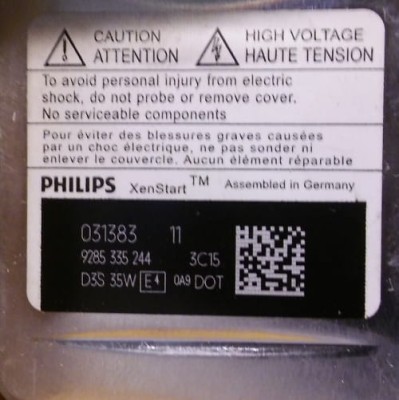 CAUTION
ATTENTION
HIGH VOLTAGE
HAUTE TENSION
To avoid personal injury from electric
shock, do not probe or remove cover.
No serviceable components
Pour éviter des blessures graves causées
par un choc électrique, ne pas sonder ni
enlever le couvercle. Aucun élément réparable
PHILIPS XenStart™ Assembled in Germany
031383 11
9285 335 244 3C15
D3S 35W E4 0A9 DOT